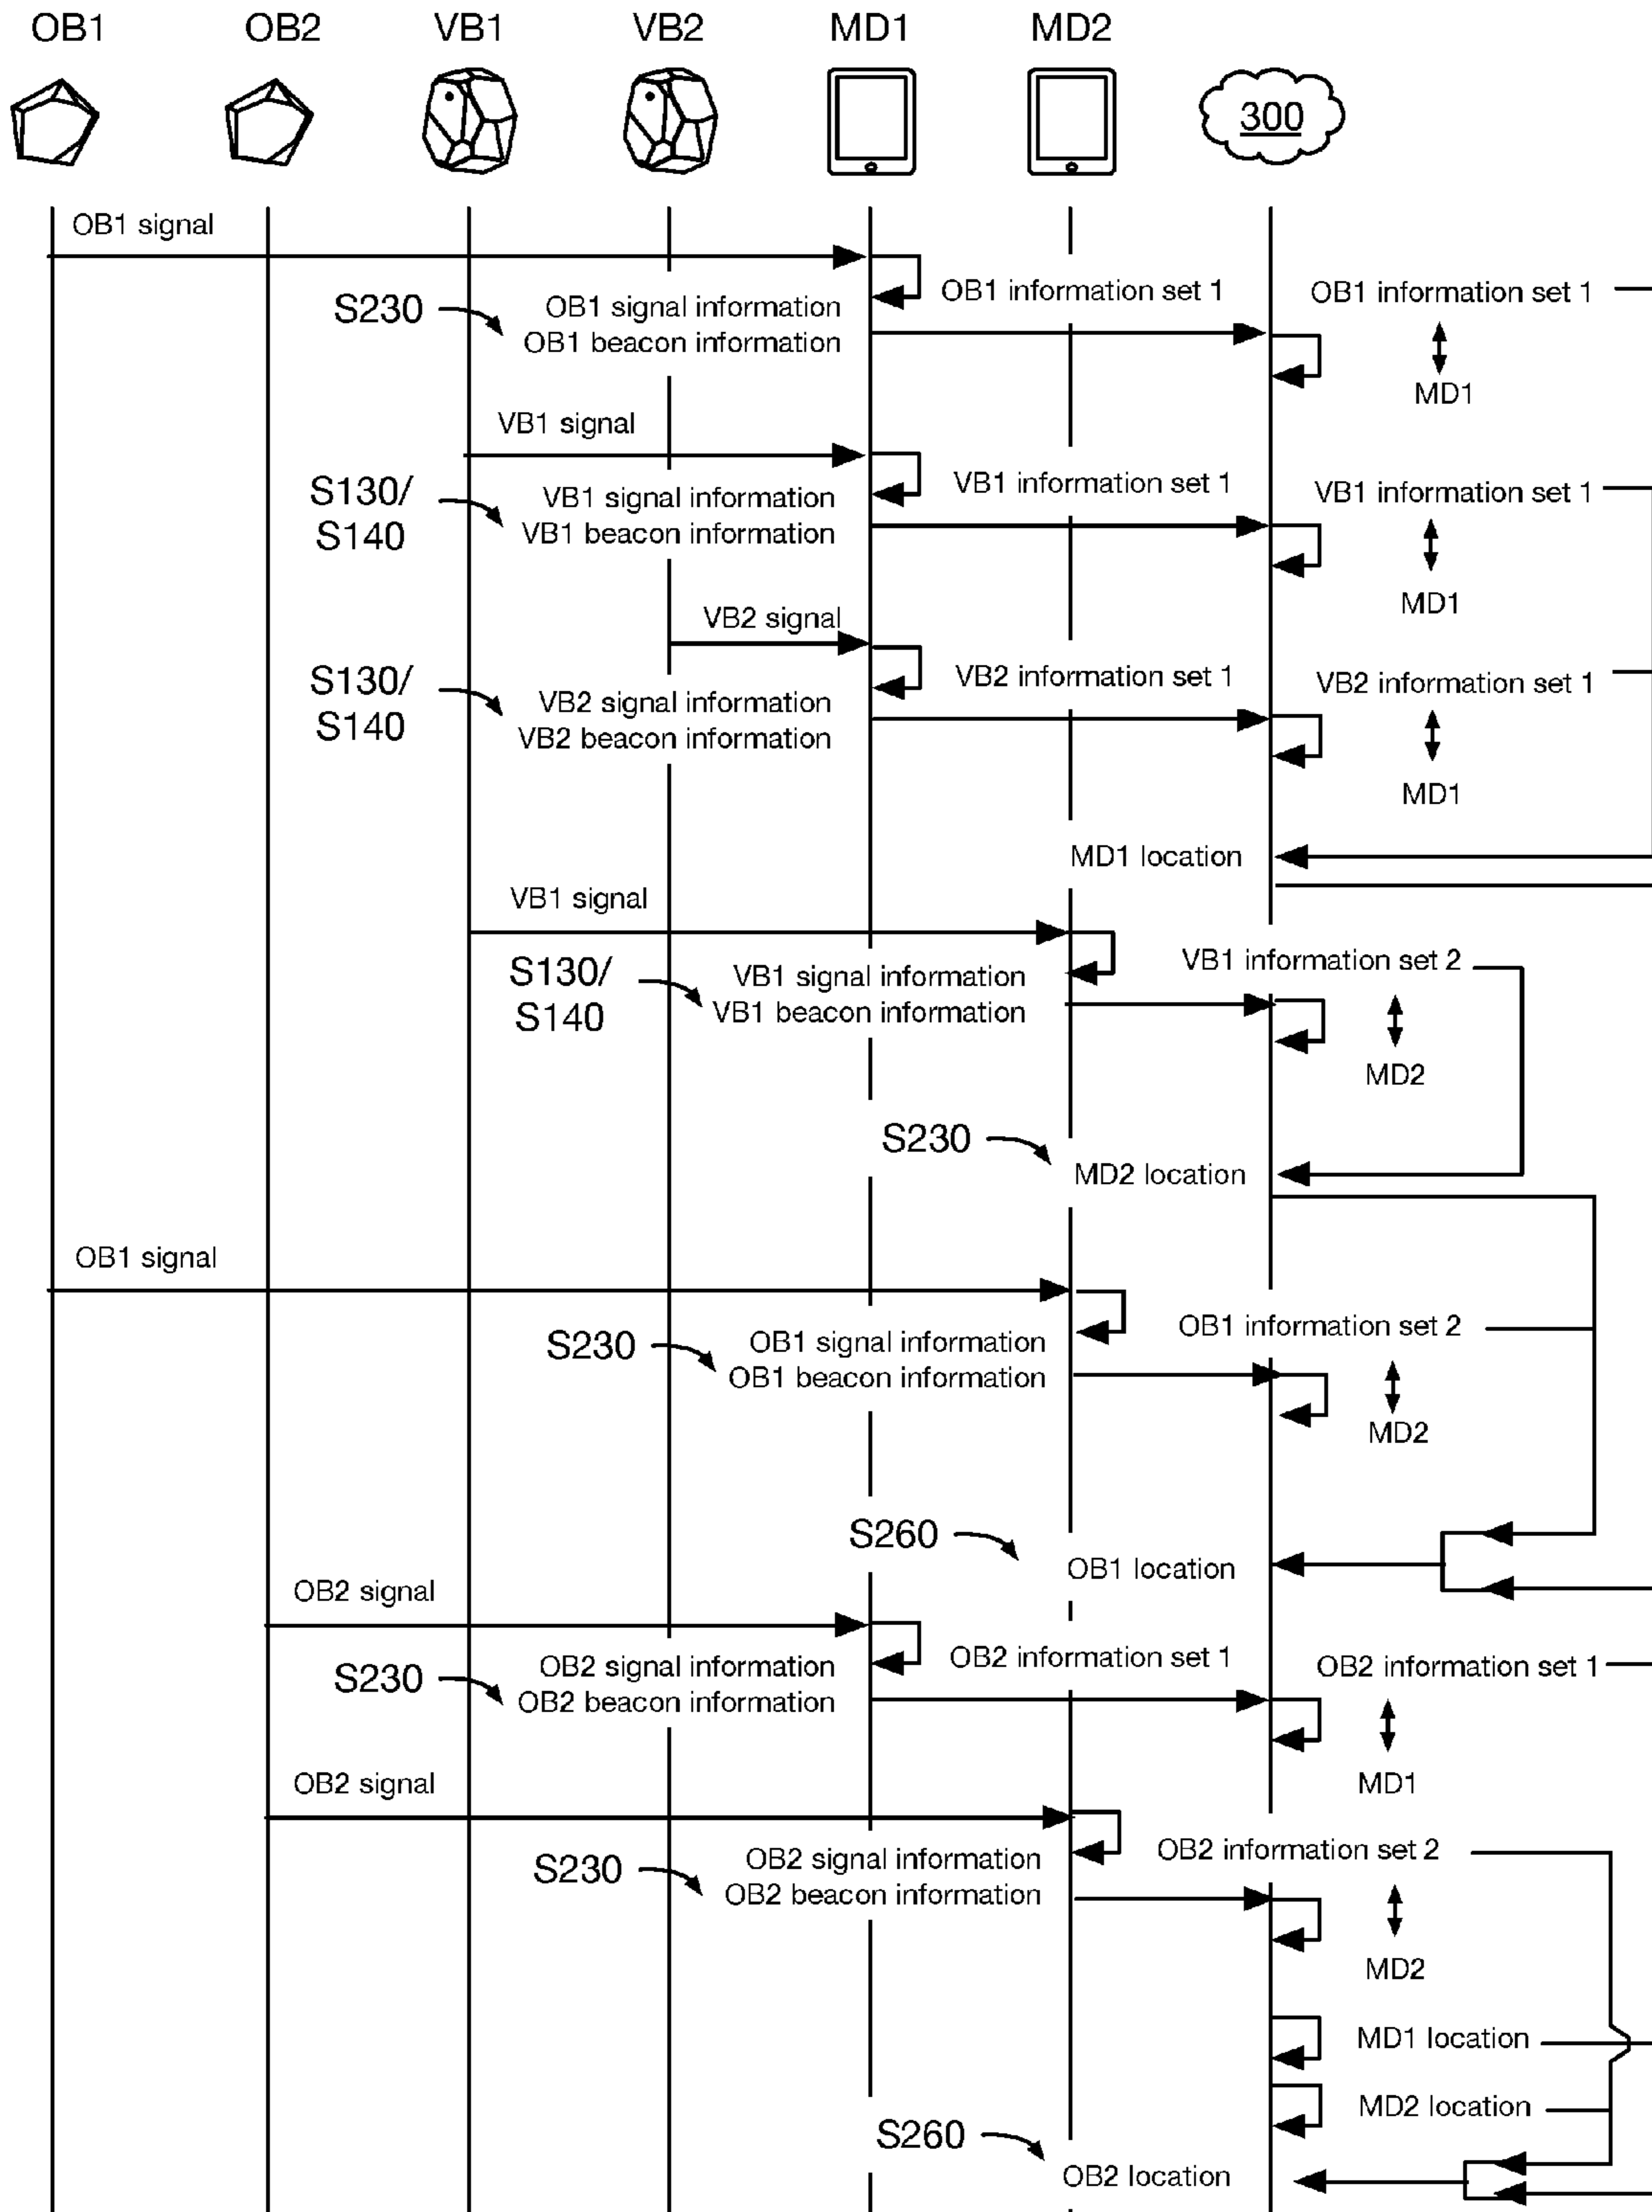 OB1 OB2 VB1 VB2 MD1 MD2
300
OB1 signal
OB1 information set 1
OB1 information set 1
S230
OB1 signal information
OB1 beacon information
MD1
VB1 signal
VB1 information set 1
VB1 information set 1
S130/
S140
VB1 signal information
VB1 beacon information
MD1
VB2 signal
VB2 information set 1
VB2 information set 1
S130/
S140
VB2 signal information
VB2 beacon information
MD1
MD1 location
VB1 signal
VB1 information set 2
S130/
S140
VB1 signal information
VB1 beacon information
MD2
S230
MD2 location
OB1 signal
OB1 information set 2
S230
OB1 signal information
OB1 beacon information
MD2
S260
OB1 location
OB2 signal
OB2 information set 1
OB2 information set 1
S230
OB2 signal information
OB2 beacon information
MD1
OB2 signal
OB2 information set 2
S230
OB2 signal information
OB2 beacon information
MD2
MD1 location
MD2 location
S260
OB2 location